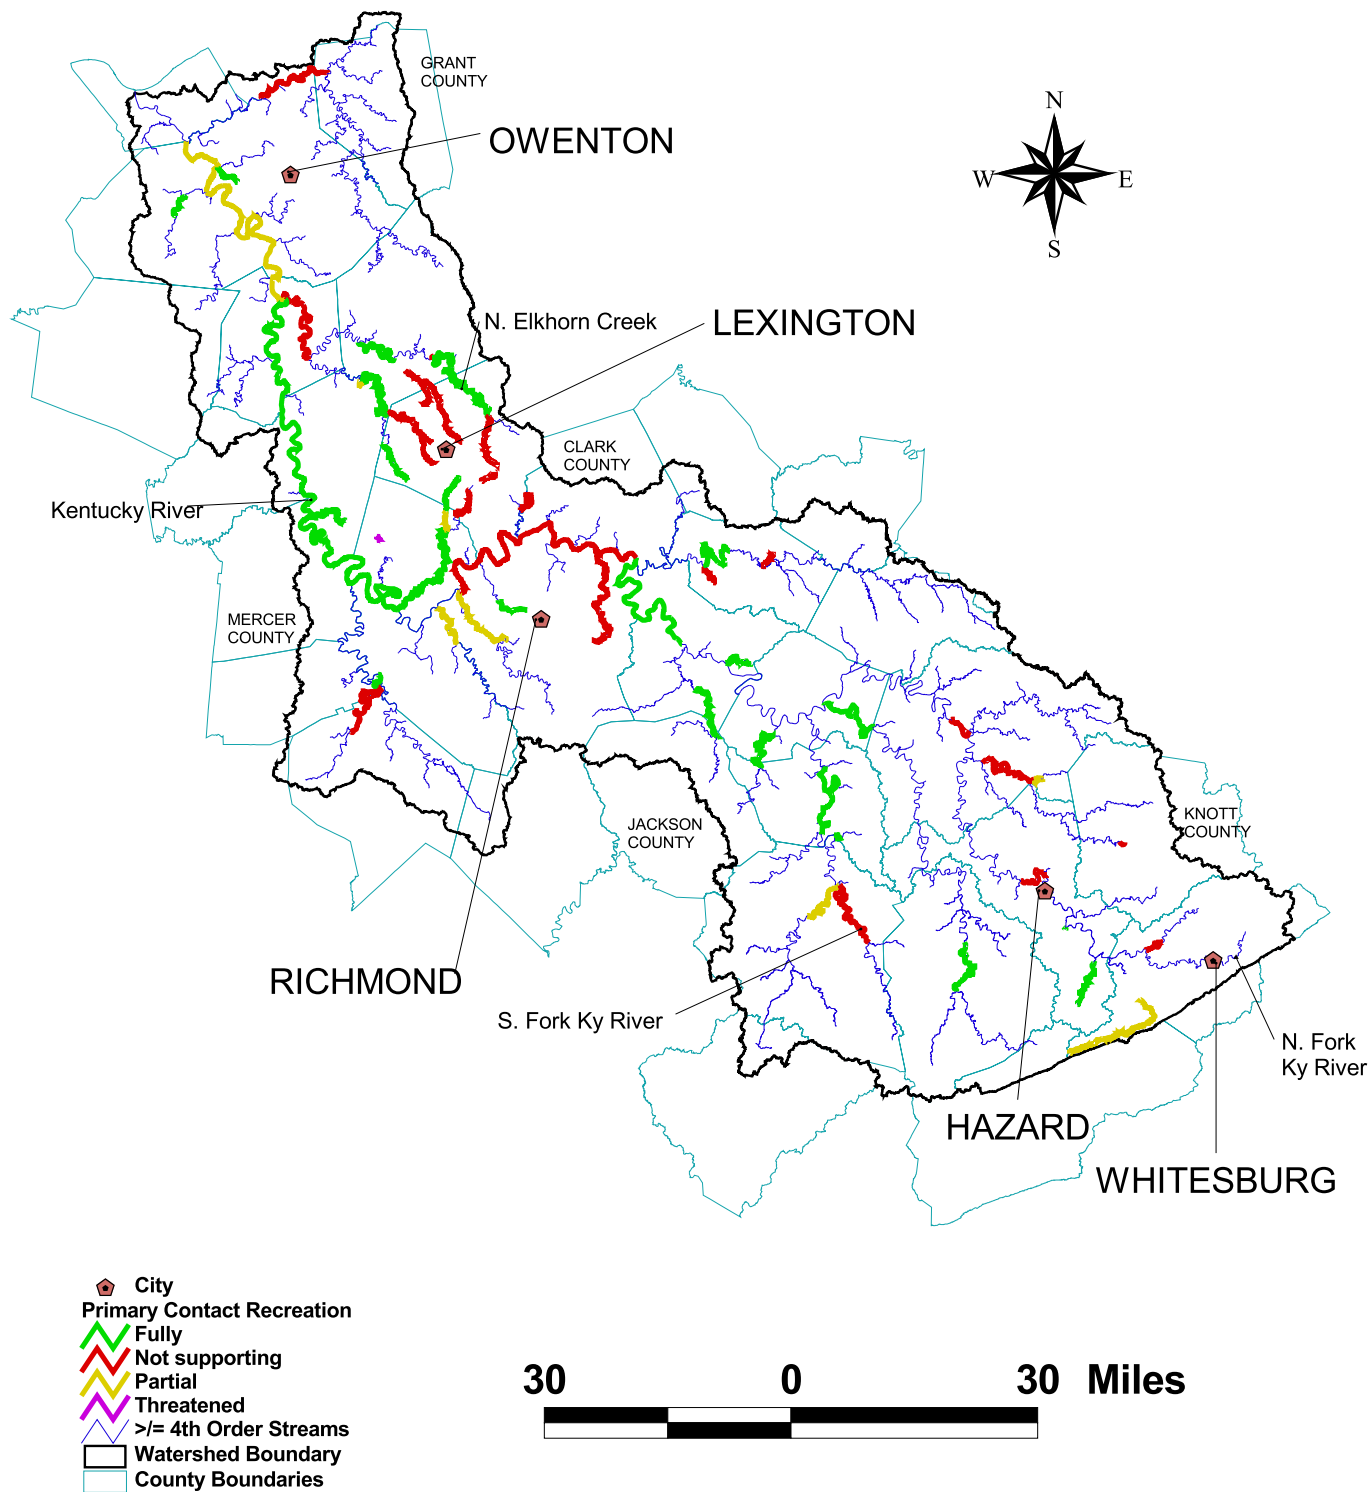 GRANT
COUNTY
OWENTON
N
W
E
S
N. Elkhorn Creek
LEXINGTON
CLARK
COUNTY
Kentucky River
MERCER
COUNTY
JACKSON
COUNTY
KNOTT
COUNTY
RICHMOND
S. Fork Ky River
N. Fork
Ky River
HAZARD
WHITESBURG
City
Primary Contact Recreation
Fully
Not supporting
Partial
Threatened
>/= 4th Order Streams
Watershed Boundary
County Boundaries
30 0 30 Miles